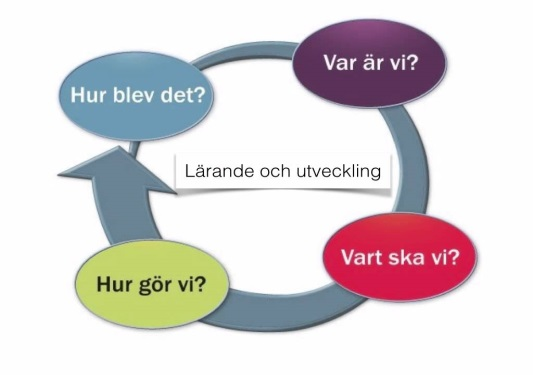 Var är vi?
Hur blev det?
Lärande och utveckling
Vart ska vi?
Hur gör vi?